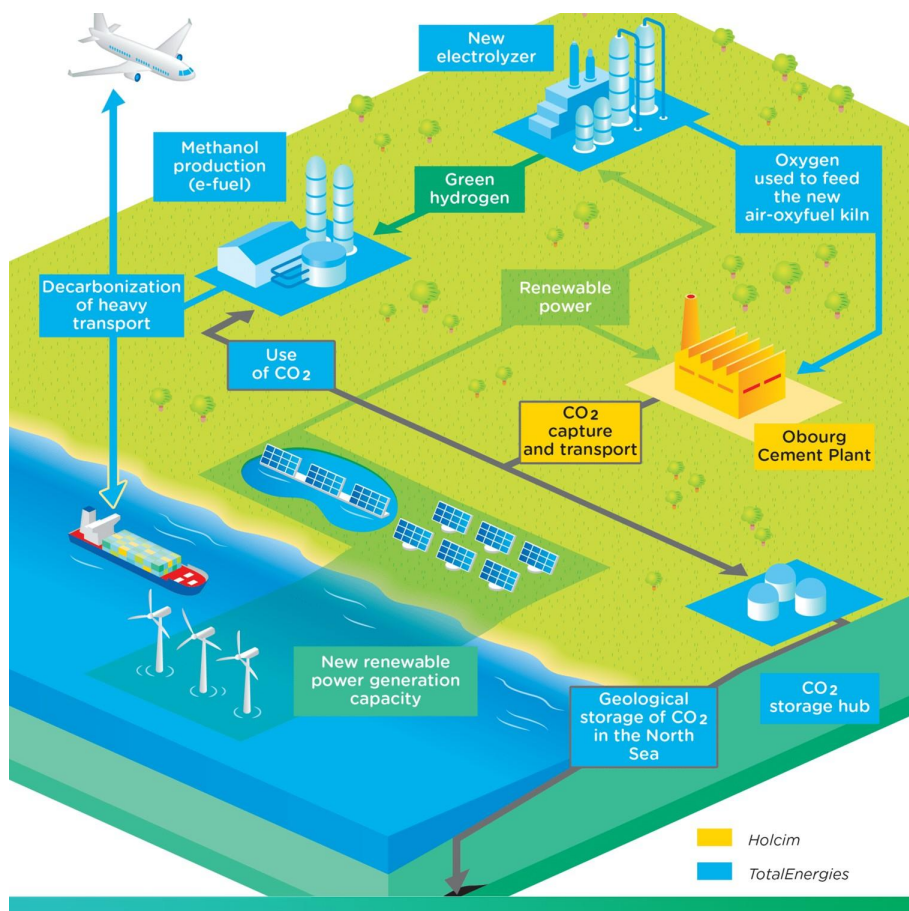 New
electrolyzer
Methanol
production
(e-fuel)
Green
hydrogen
Oxygen
used to feed
the new
air-oxyfuel kiln
Decarbonization
of heavy
transport
Renewable
power
Use
of CO2
CO2
capture
and transport
Obourg
Cement Plant
New renewable
power generation
capacity
Geological
storage of CO2
in the North
Sea
CO2
storage hub
Holcim
TotalEnergies